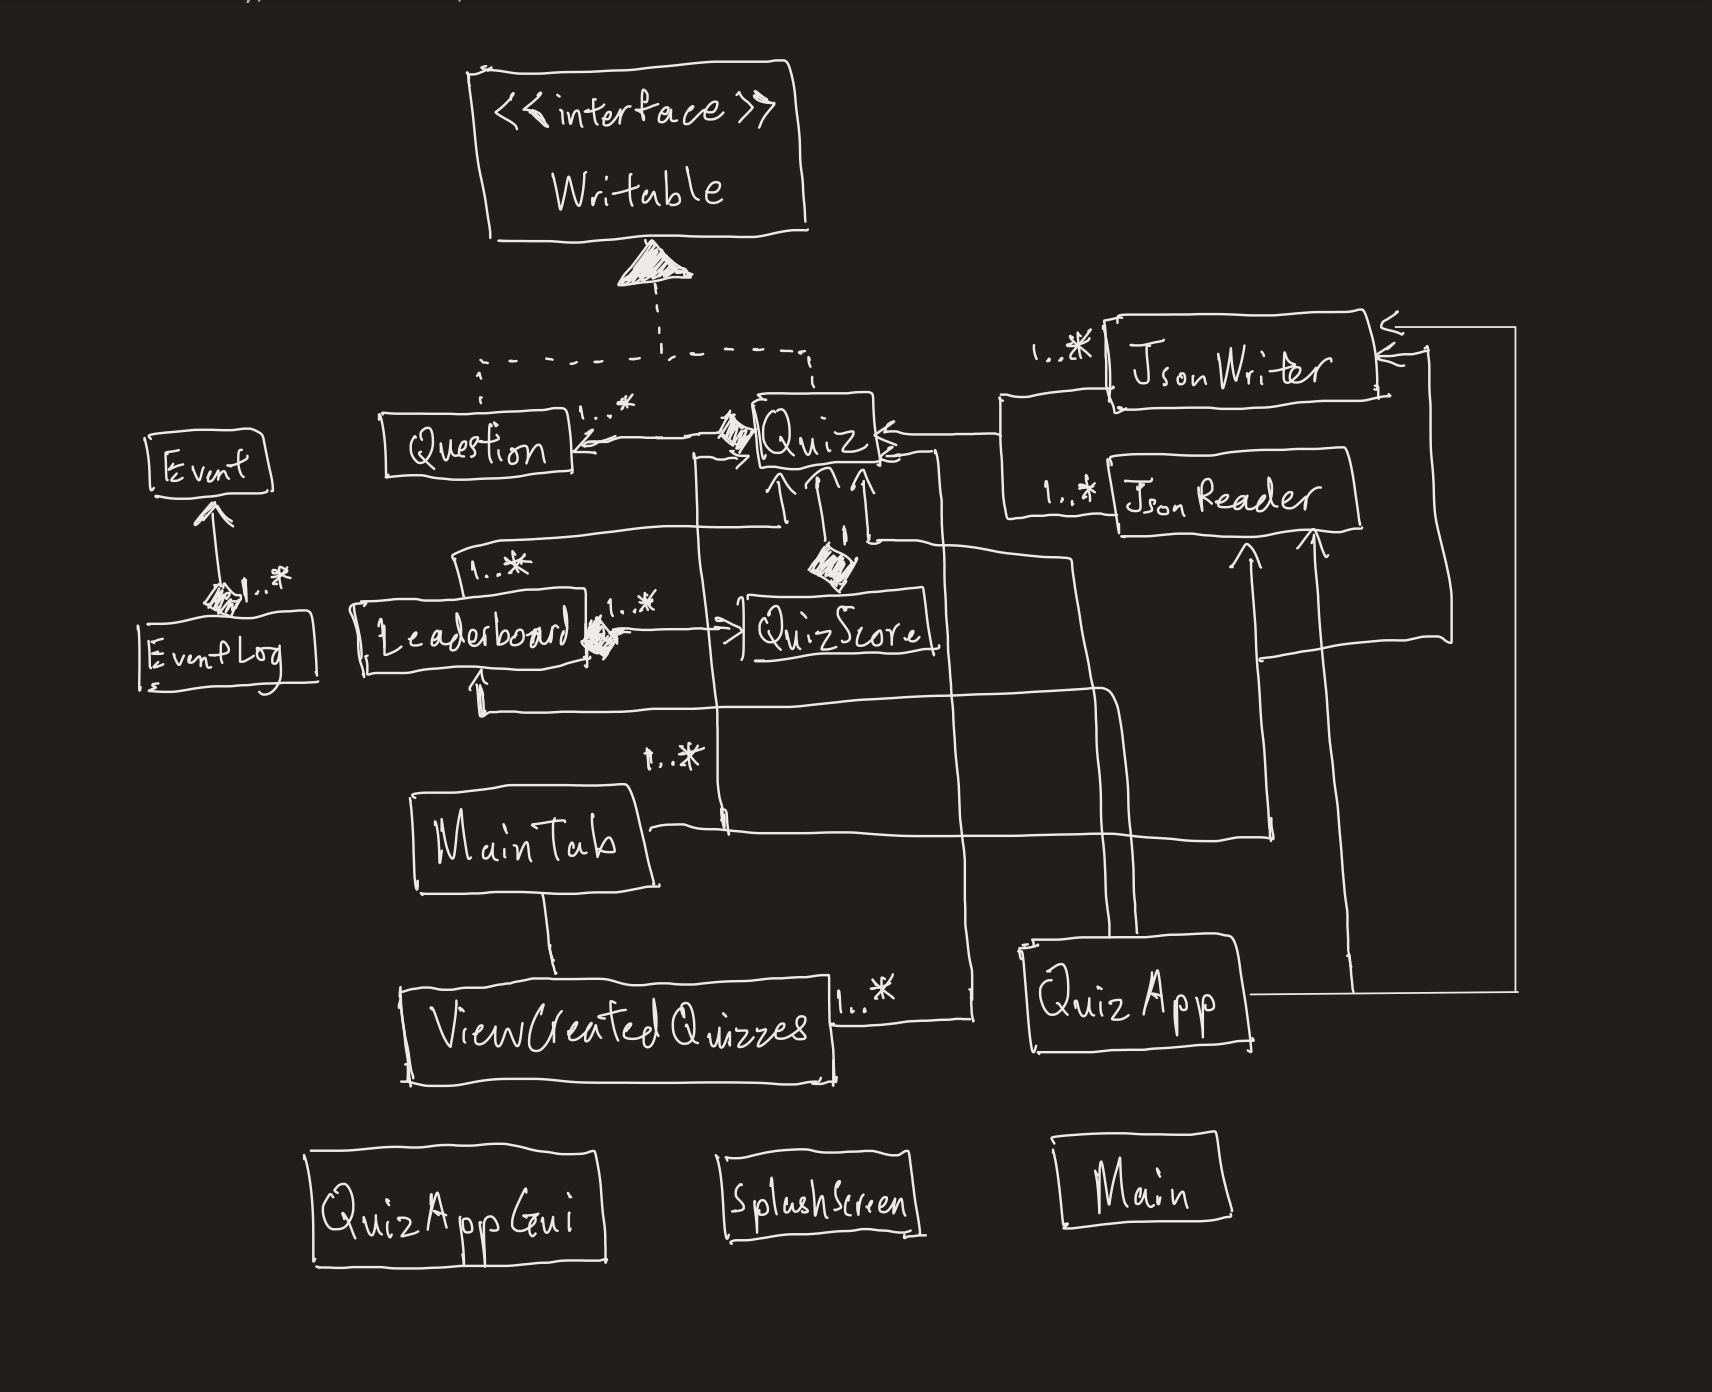 <<interface>>
Writable
1..*
JsonWriter
1..*
Question
Quiz
Event
1..*
JsonReader
1
1..*
1..*
1..*
EventLog
Leaderboard
QuizScore
1..*
MainTab
1..*
ViewCreatedQuizzes
QuizApp
QuizAppGui
SplashScreen
Main